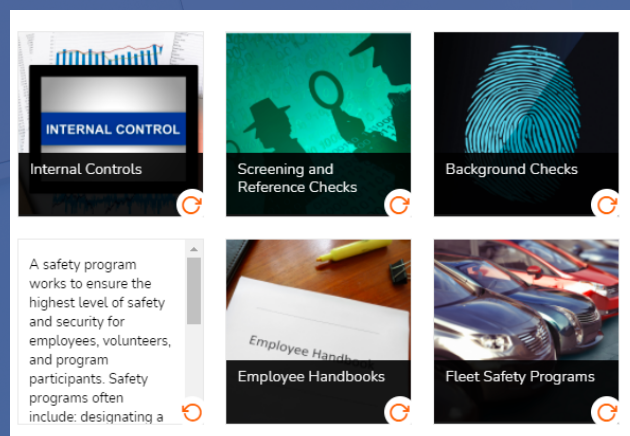 INTERNAL CONTROL
Internal Controls
Screening and
Reference Checks
Background Checks
A safety program
works to ensure the
highest level of safety
and security for
employees, volunteers,
and program
participants. Safety
programs often
include: designating a
Employee Handbook
Employee Handbooks
Fleet Safety Programs